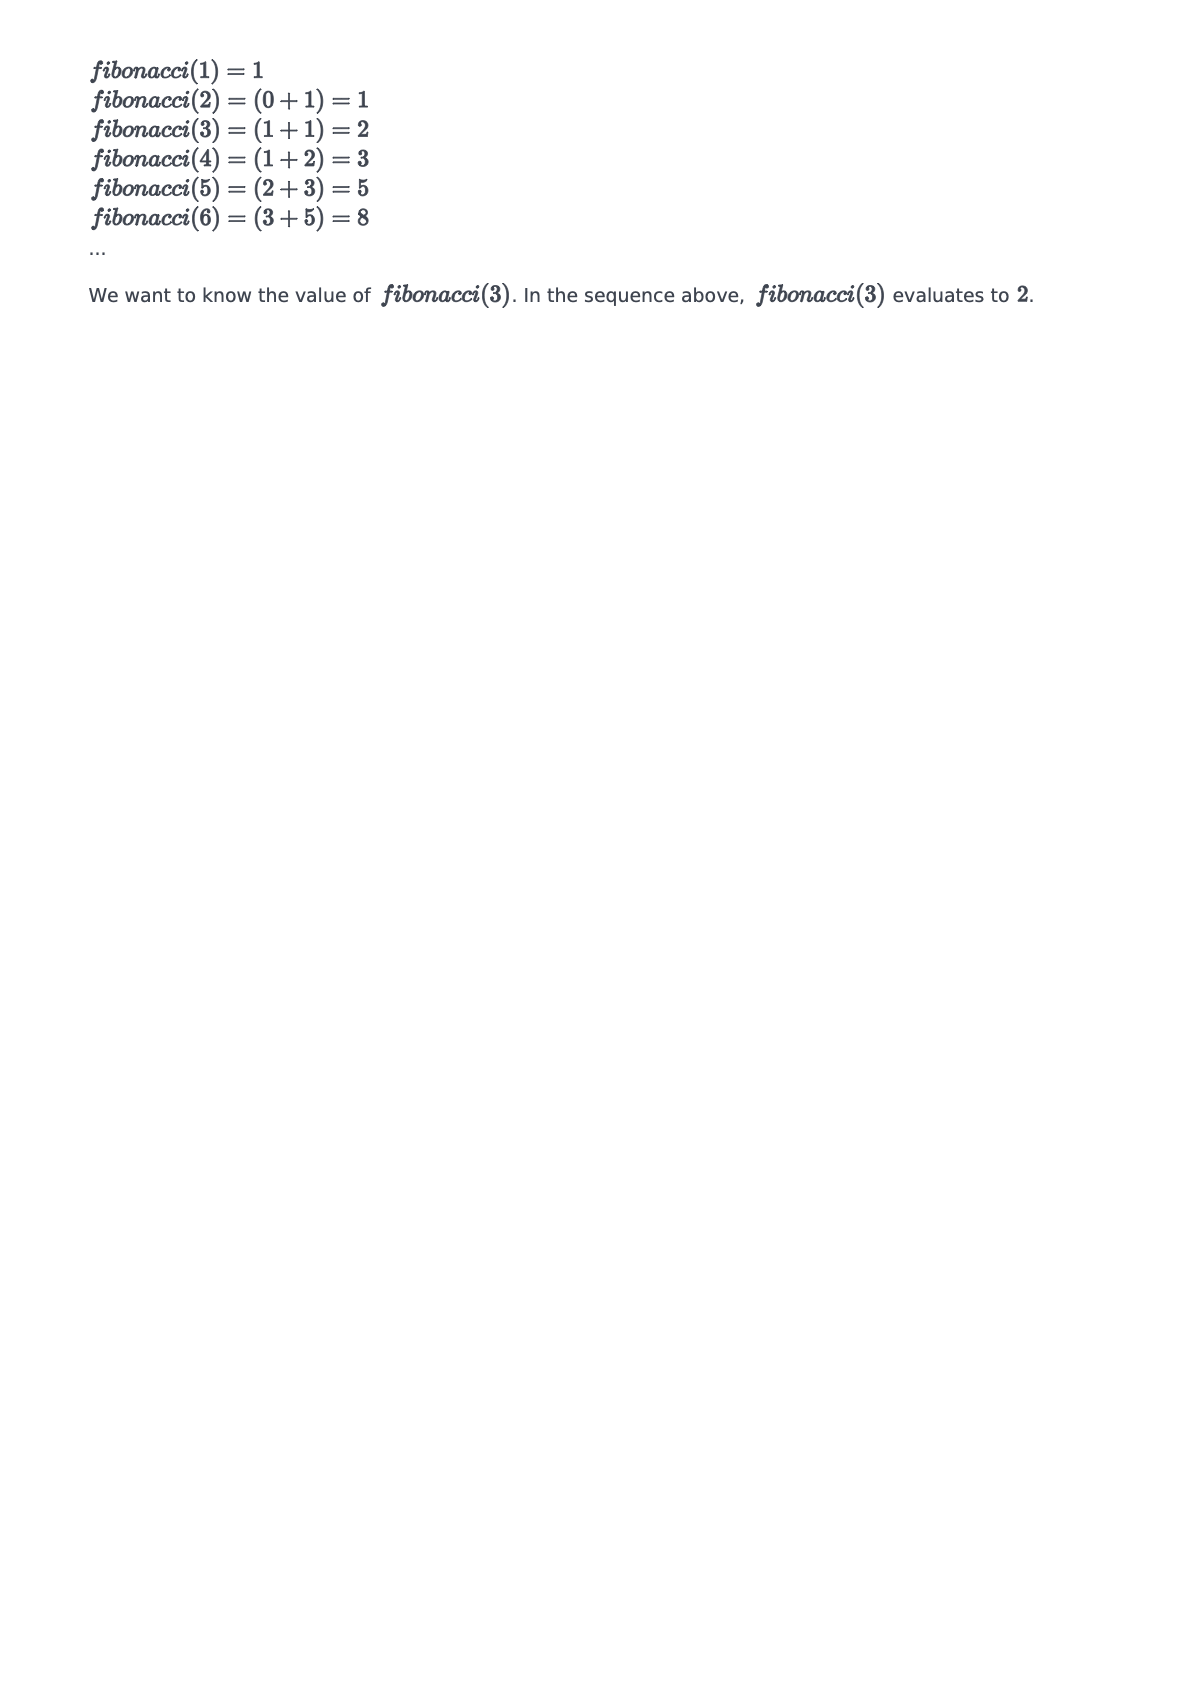 fibonacci(1) = 1
fibonacci(2) = (0 + 1) = 1
fibonacci(3) = (1 + 1) = 2
fibonacci(4) = (1 + 2) = 3
fibonacci(5) = (2 + 3) = 5
fibonacci(6) = (3 + 5) = 8
...
We want to know the value of fibonacci(3). In the sequence above, fibonacci(3) evaluates to 2.